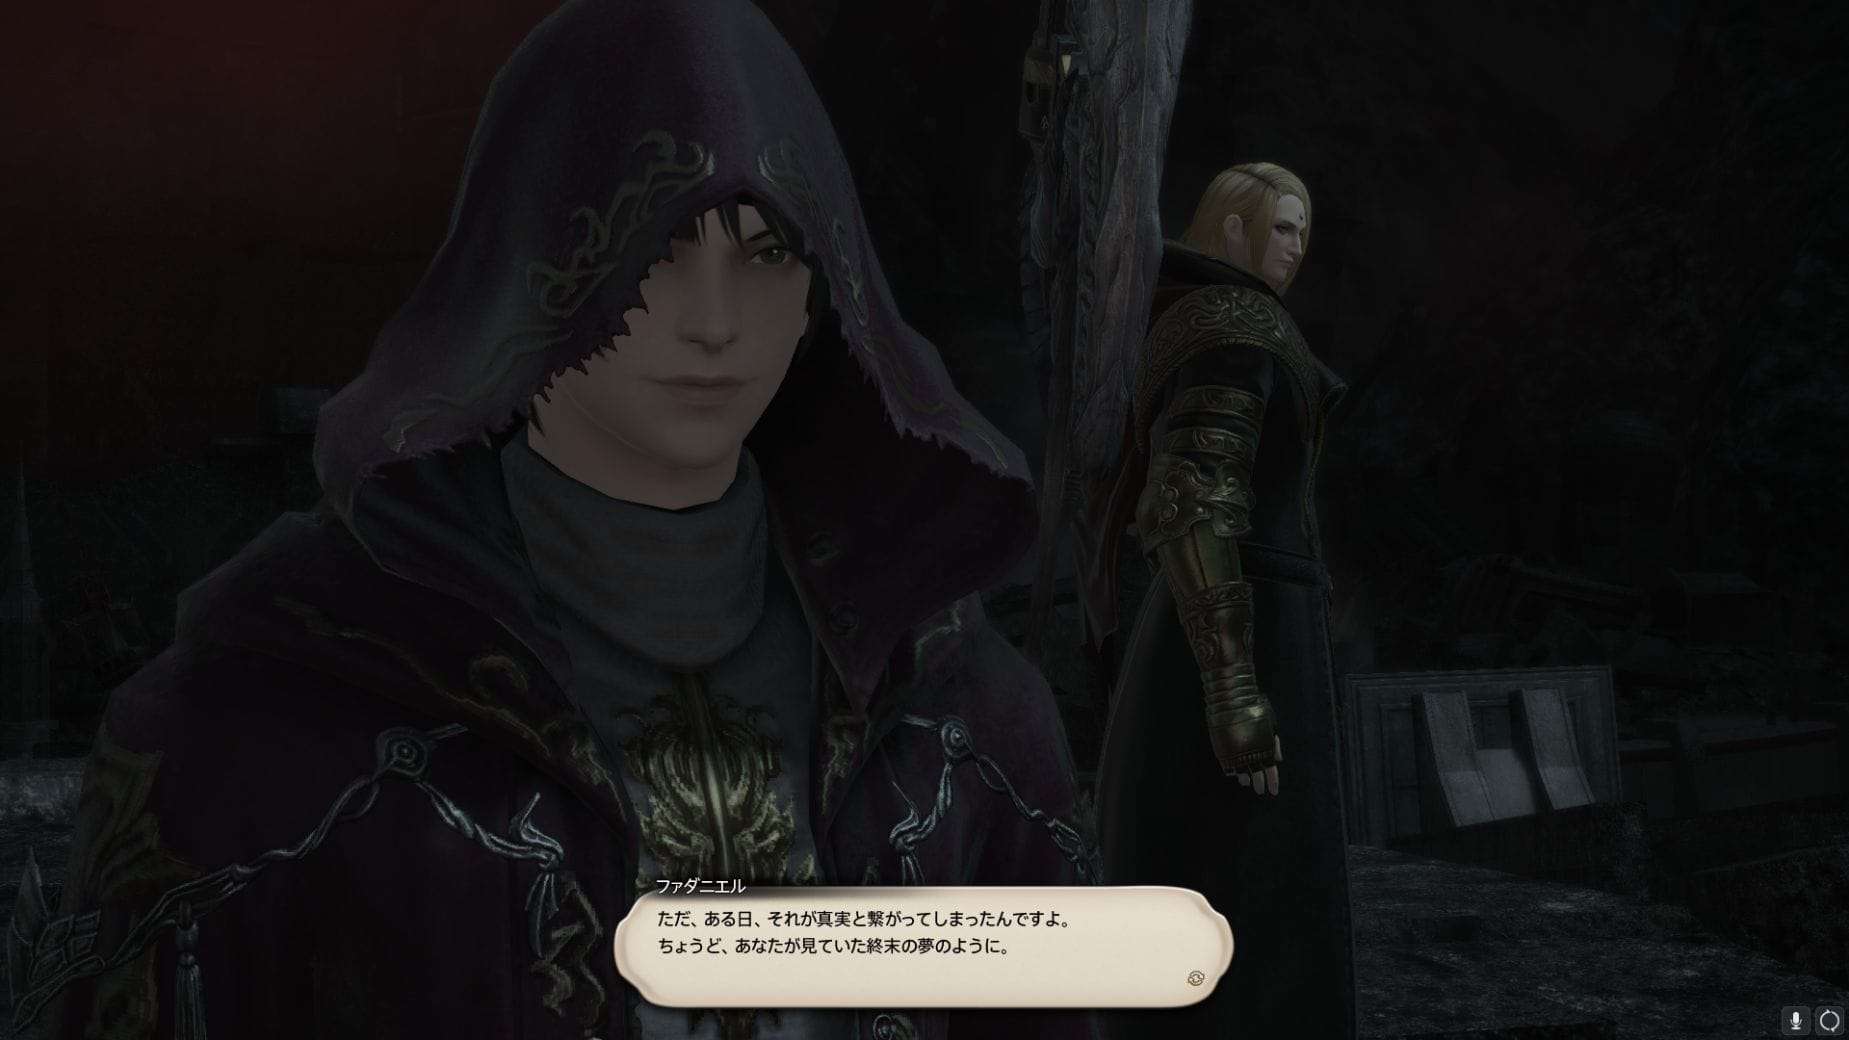 ファダニエル
ただ、ある日、それが真実と繋がってしまったんですよ。
ちょうど、あなたが見ていた終末の夢のように。